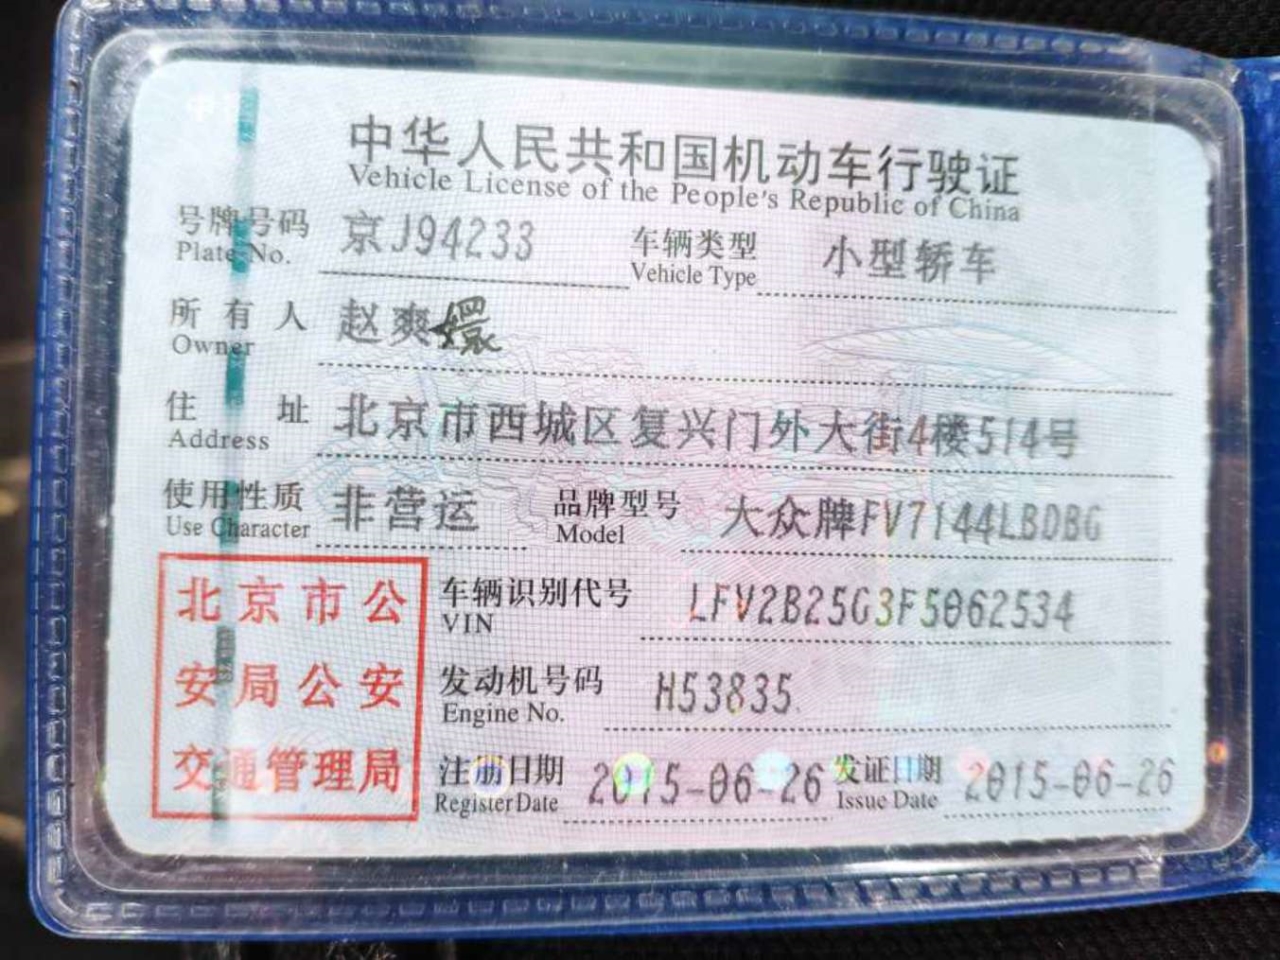 中华人民共和国机动车行驶证
Vehicle License of the People's Republic of China
号牌号码 京J94233 车辆类型 小型轿车
Plate No. Vehicle Type
所有人 赵爽
Owner
住址 北京市西城区复兴门外大街4楼514号
Address
使用性质 非营运 品牌型号 大众牌FV7144LBDBG
Use Character Model
北京市公
安局公安
交通管理局
车辆识别代号 LFV2B25G3F5062534
VIN
发动机号码 H53835
Engine No.
注册日期 2015-06-26 发证日期 2015-06-26
Register Date Issue Date